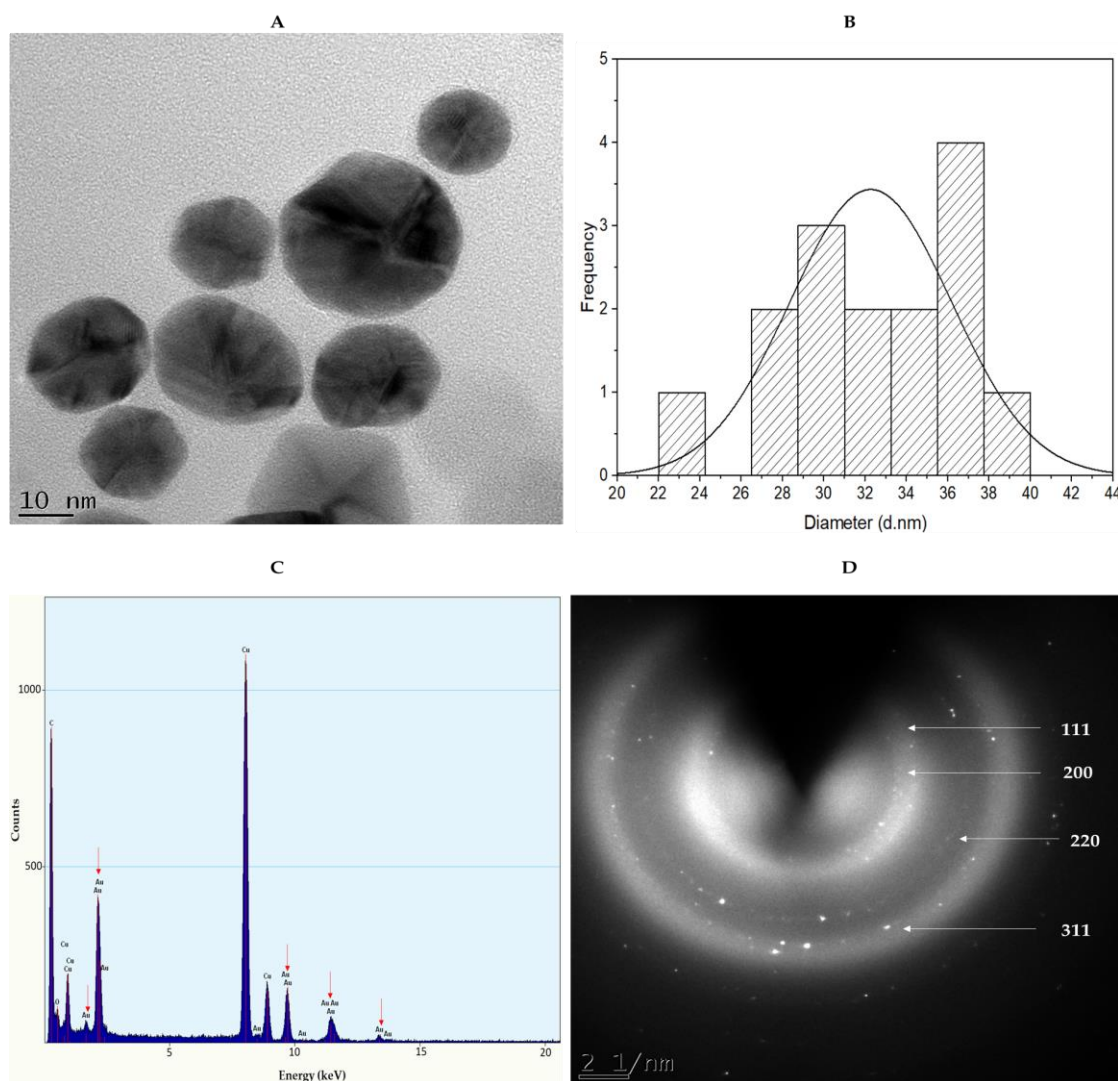 A
10 nm
B
5
4
3
2
1
0
Frequency
20 22 24 26 28 30 32 34 36 38 40 42 44
Diameter (d.nm)
C
1000
500
Counts
C
O
Cu
Cu
Cu
Au
Au
Au
Au
Cu
Au
Cu
Au
Au
Au
Au Au
Au
Au
Au
5 10 15 20
Energy (keV)
D
111
200
220
311
2 1/nm